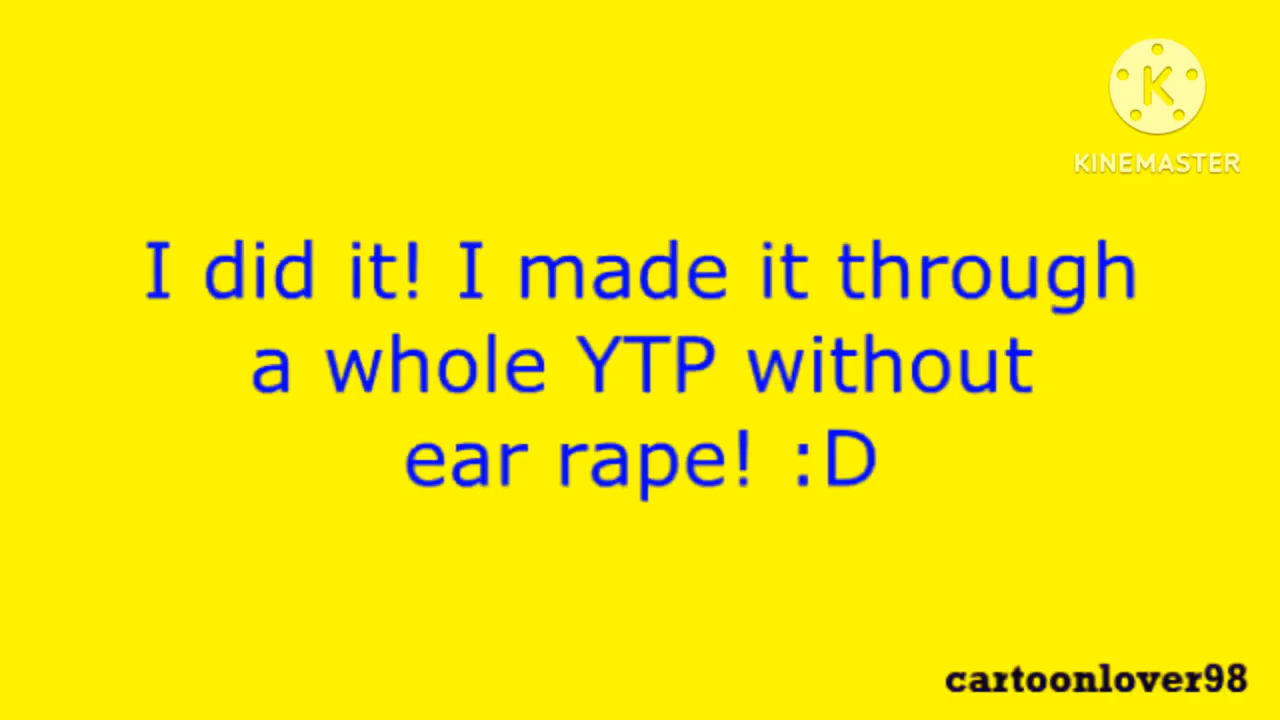 K
KINEMASTER
I did it! I made it through
a whole YTP without
ear rape! :D
cartoonlover98